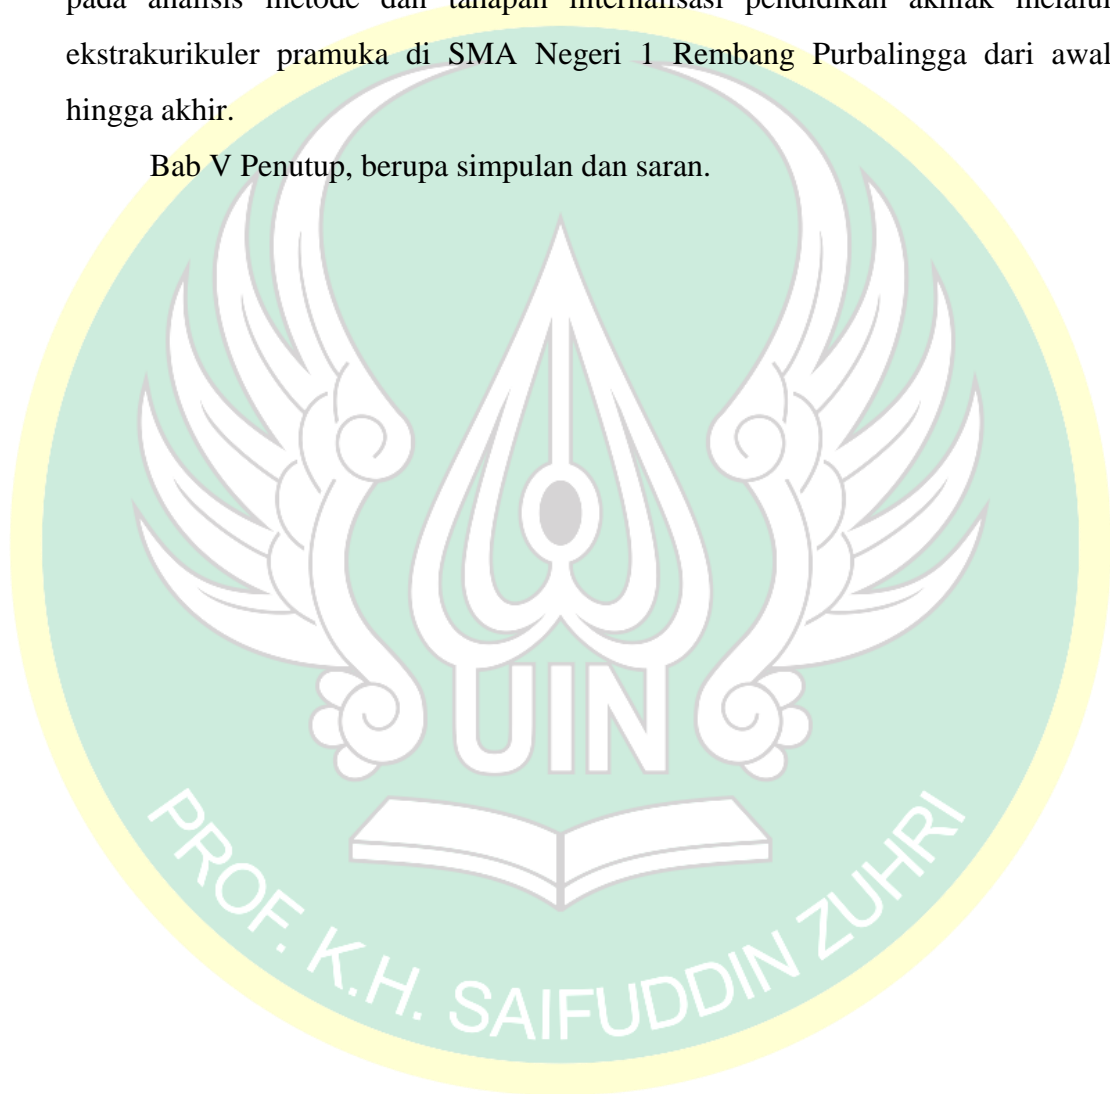 pada analisis metode dan tahapan internalisasi pendidikan akhlak melalui
ekstrakurikuler pramuka di SMA Negeri 1 Rembang Purbalingga dari awal
hingga akhir.
Bab V Penutup, berupa simpulan dan saran.
UIN
PROF. K.H. SAIFUDDIN ZUHRI